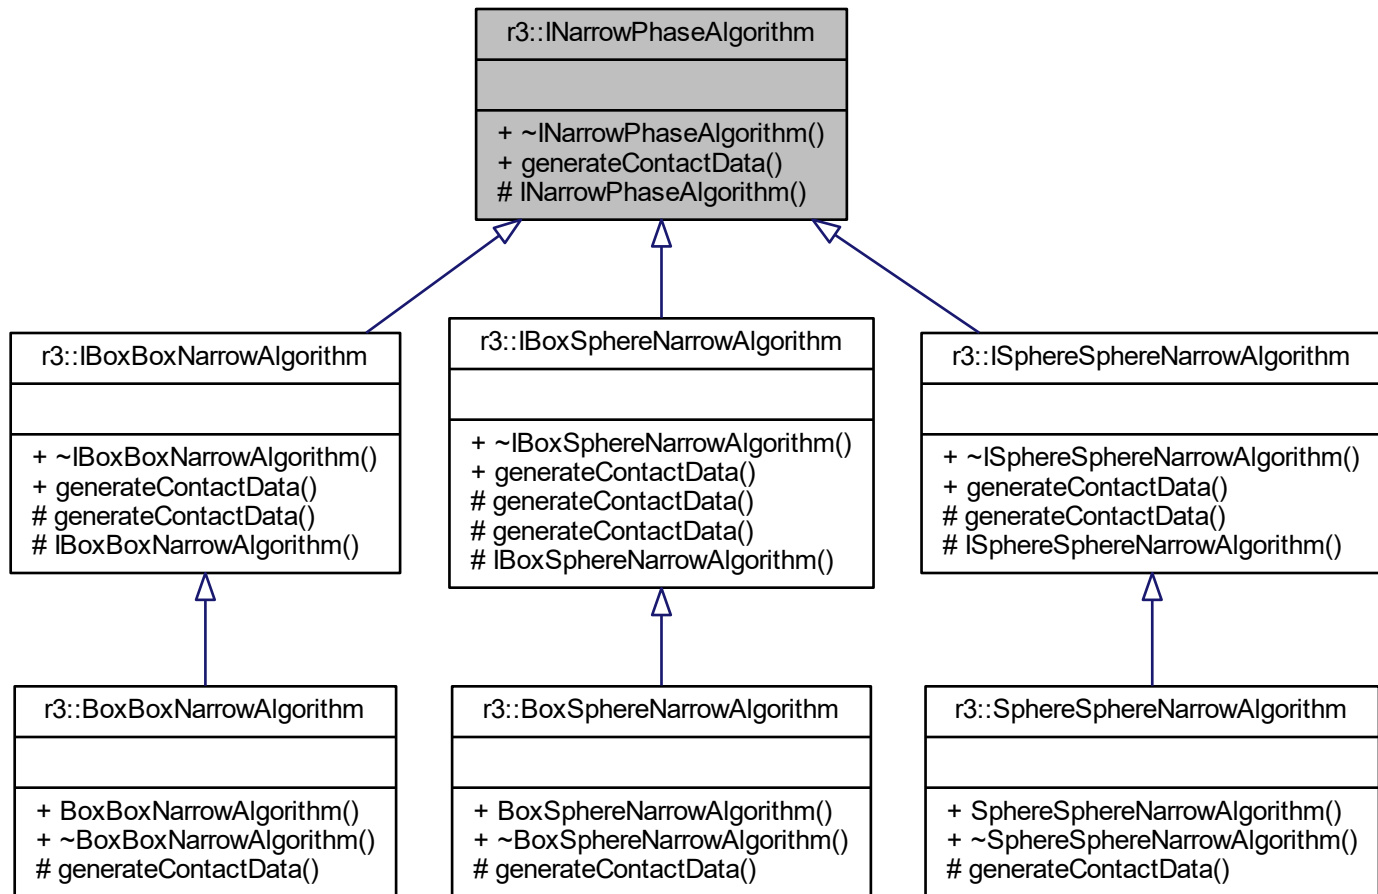 r3::INarrowPhaseAlgorithm
+ ~INarrowPhaseAlgorithm()
+ generateContactData()
# INarrowPhaseAlgorithm()
r3::IBoxBoxNarrowAlgorithm
+ ~IBoxBoxNarrowAlgorithm()
+ generateContactData()
# generateContactData()
# IBoxBoxNarrowAlgorithm()
r3::IBoxSphereNarrowAlgorithm
+ ~IBoxSphereNarrowAlgorithm()
+ generateContactData()
# generateContactData()
# generateContactData()
# IBoxSphereNarrowAlgorithm()
r3::ISphereSphereNarrowAlgorithm
+ ~ISphereSphereNarrowAlgorithm()
+ generateContactData()
# generateContactData()
# ISphereSphereNarrowAlgorithm()
r3::BoxBoxNarrowAlgorithm
+ BoxBoxNarrowAlgorithm()
+ ~BoxBoxNarrowAlgorithm()
# generateContactData()
r3::BoxSphereNarrowAlgorithm
+ BoxSphereNarrowAlgorithm()
+ ~BoxSphereNarrowAlgorithm()
# generateContactData()
r3::SphereSphereNarrowAlgorithm
+ SphereSphereNarrowAlgorithm()
+ ~SphereSphereNarrowAlgorithm()
# generateContactData()